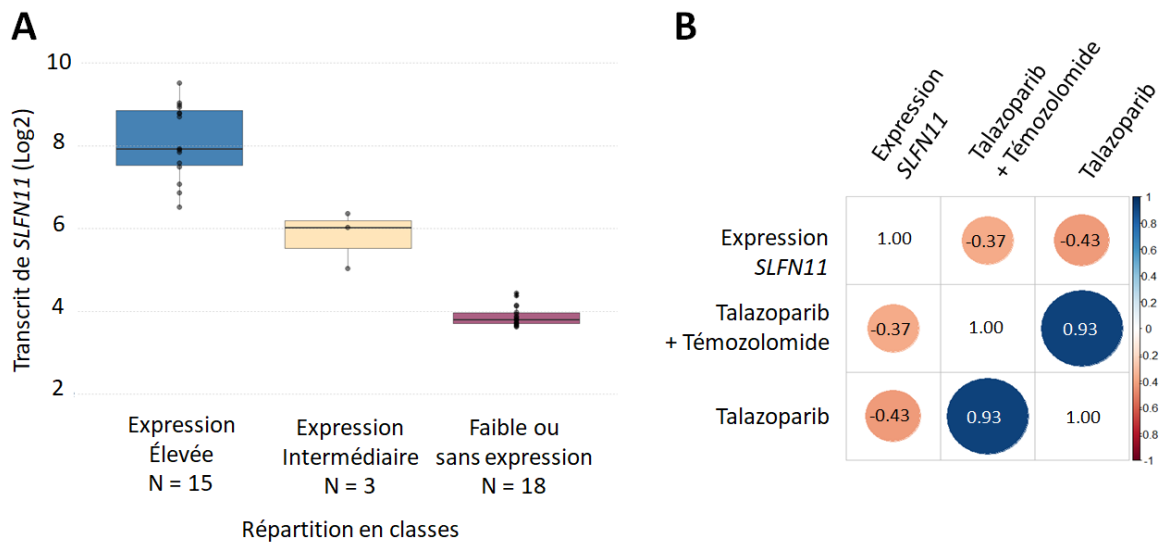 A
Transcrit de SLFN11 (Log2)
10
8
6
4
2
Expression
Élevée
N = 15
Expression
Intermédiaire
N = 3
Faible ou
sans expression
N = 18
Répartition en classes
B
Expression
SLFN11
Talazoparib
+ Témozolomide
Talazoparib
Expression
SLFN11
1.00
-0.37
-0.43
Talazoparib
+ Témozolomide
-0.37
1.00
0.93
Talazoparib
-0.43
0.93
1.00
1
0.8
0.6
0.4
0.2
0
-0.2
-0.4
-0.6
-0.8
-1